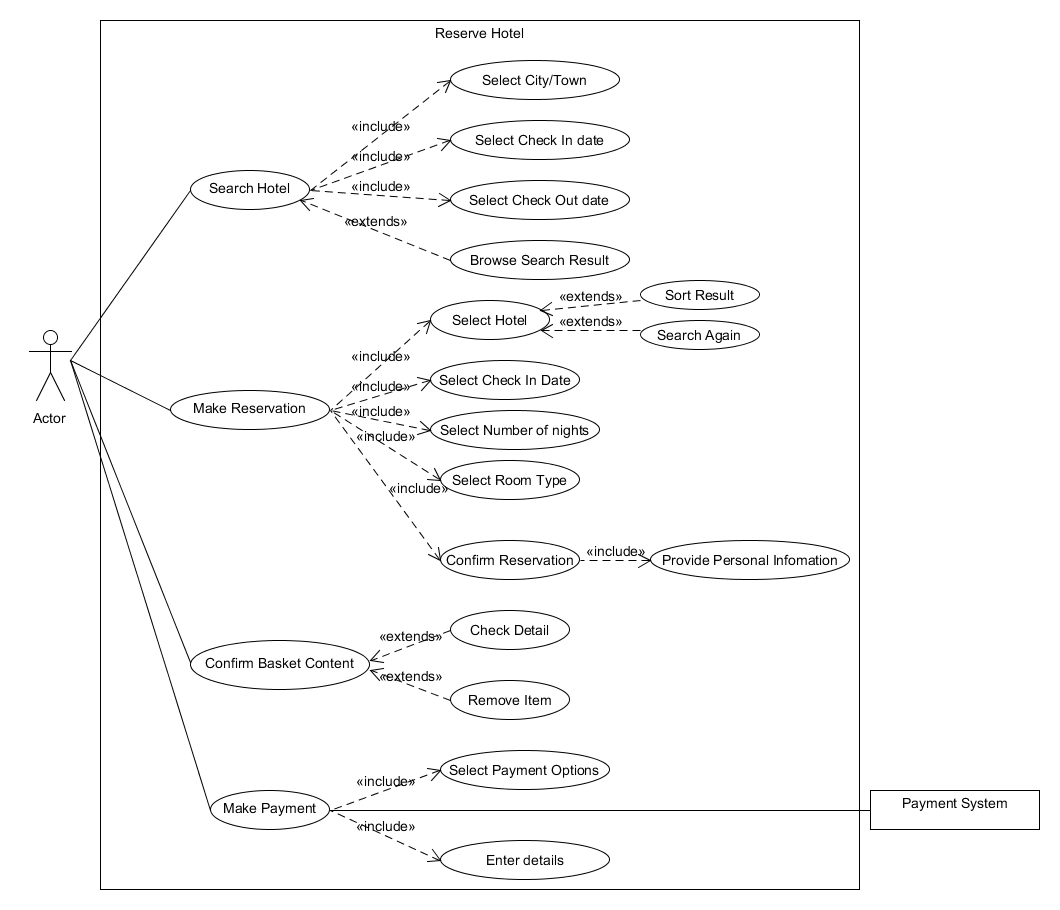 Reserve Hotel
Select City/Town
«include»
Select Check In date
«include»
Search Hotel
«include»
Select Check Out date
«extends»
Browse Search Result
«extends»
Sort Result
Select Hotel
«extends»
Search Again
«include»
Select Check In Date
«include»
Make Reservation
«include»
Select Number of nights
«include»
Select Room Type
«include»
Confirm Reservation
«include»
Provide Personal Infomation
Actor
Check Detail
«extends»
Confirm Basket Content
«extends»
Remove Item
Select Payment Options
«include»
Make Payment
Payment System
«include»
Enter details